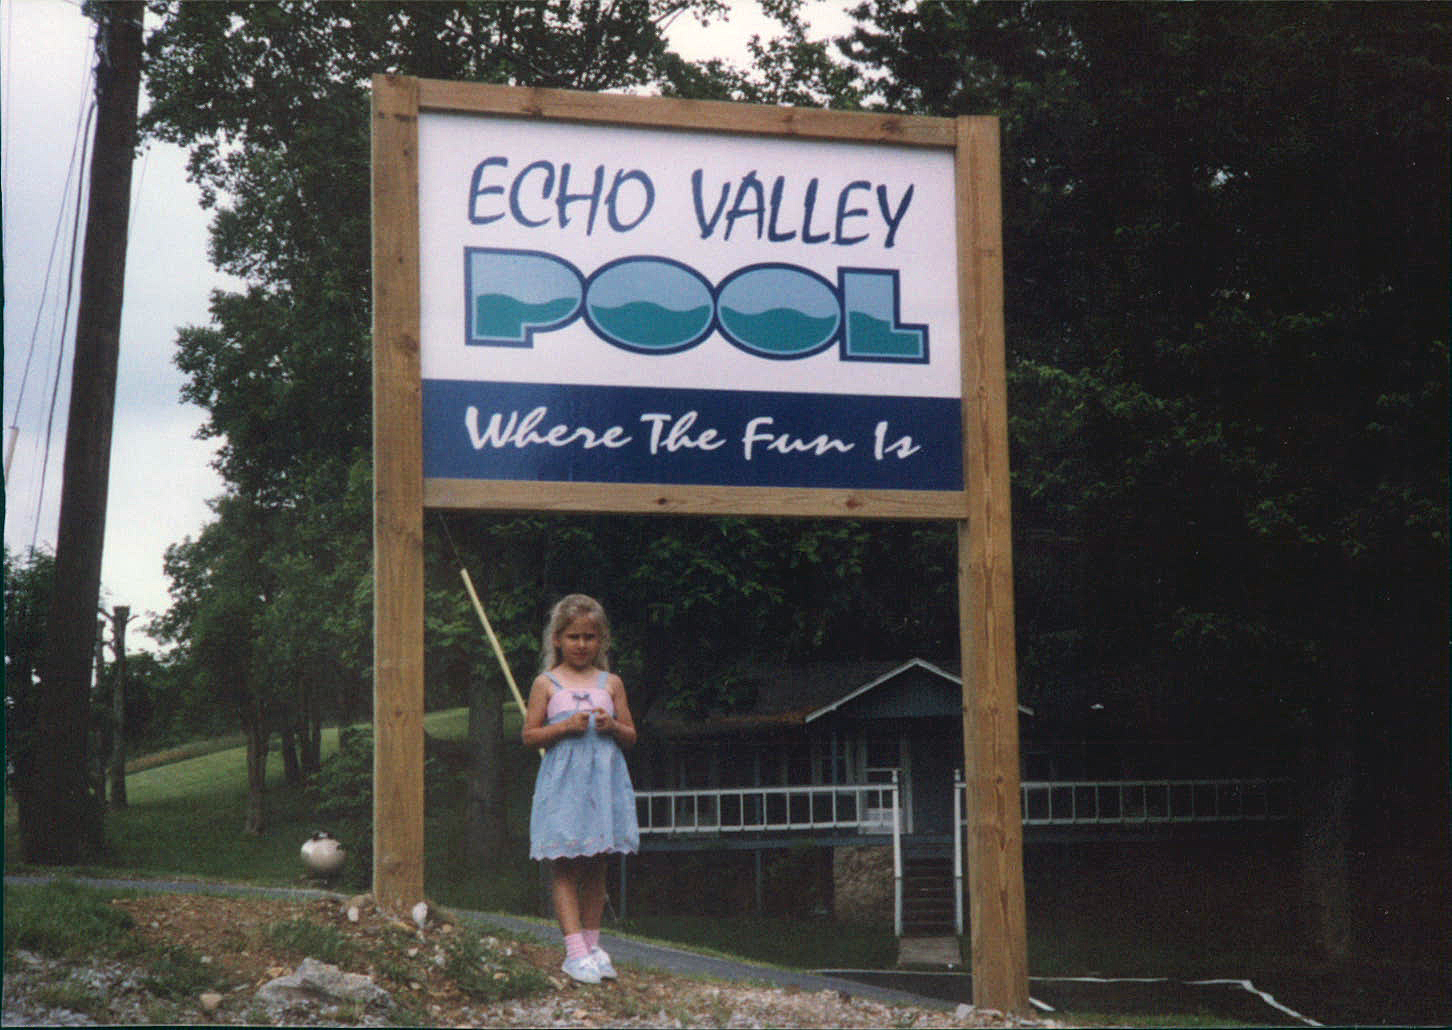 ECHO VALLEY
POOL
Where The Fun Is